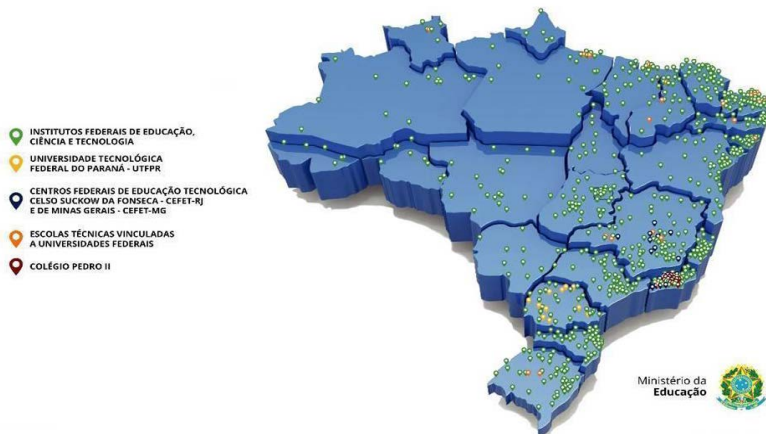 INSTITUTOS FEDERAIS DE EDUCAÇÃO,
CIÊNCIA E TECNOLOGIA
UNIVERSIDADE TECNOLÓGICA
FEDERAL DO PARANÁ - UTFPR
CENTROS FEDERAIS DE EDUCAÇÃO TECNOLÓGICA
CELSO SUCKOW DA FONSECA - CEFET-RJ
E DE MINAS GERAIS - CEFET-MG
ESCOLAS TÉCNICAS VINCULADAS
A UNIVERSIDADES FEDERAIS
COLÉGIO PEDRO II
Ministério da
Educação